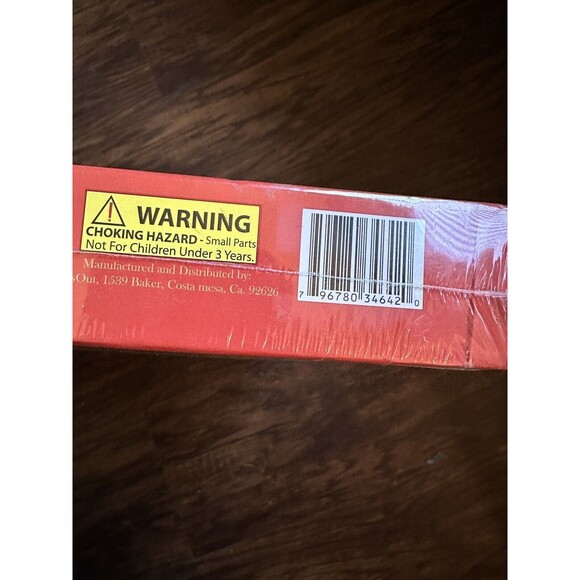 WARNING
CHOKING HAZARD - Small Parts
Not For Children Under 3 Years.
Manufactured and Distributed by:
sOut, 1539 Baker, Costa mesa, Ca. 92626
7 96780 34642 0